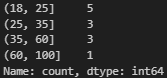 (18, 25]     5
(25, 35]     3
(35, 60]     3
(60, 100]    1
Name: count, dtype: int64